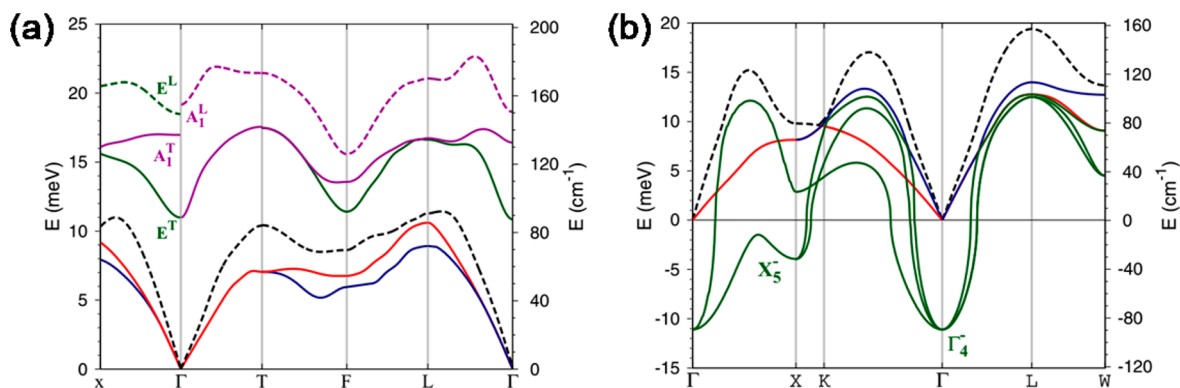 (a)
E (meV)
25
20
15
10
5
0
E^L
A_1^L
A_1^T
E^T
x Γ T F L Γ
200
160
120
80
40
0
E (cm⁻¹)
(b)
E (meV)
20
15
10
5
0
-5
-10
-15
X_5^-
Γ_4^-
Γ X K Γ L W
160
120
80
40
0
-40
-80
-120
E (cm⁻¹)